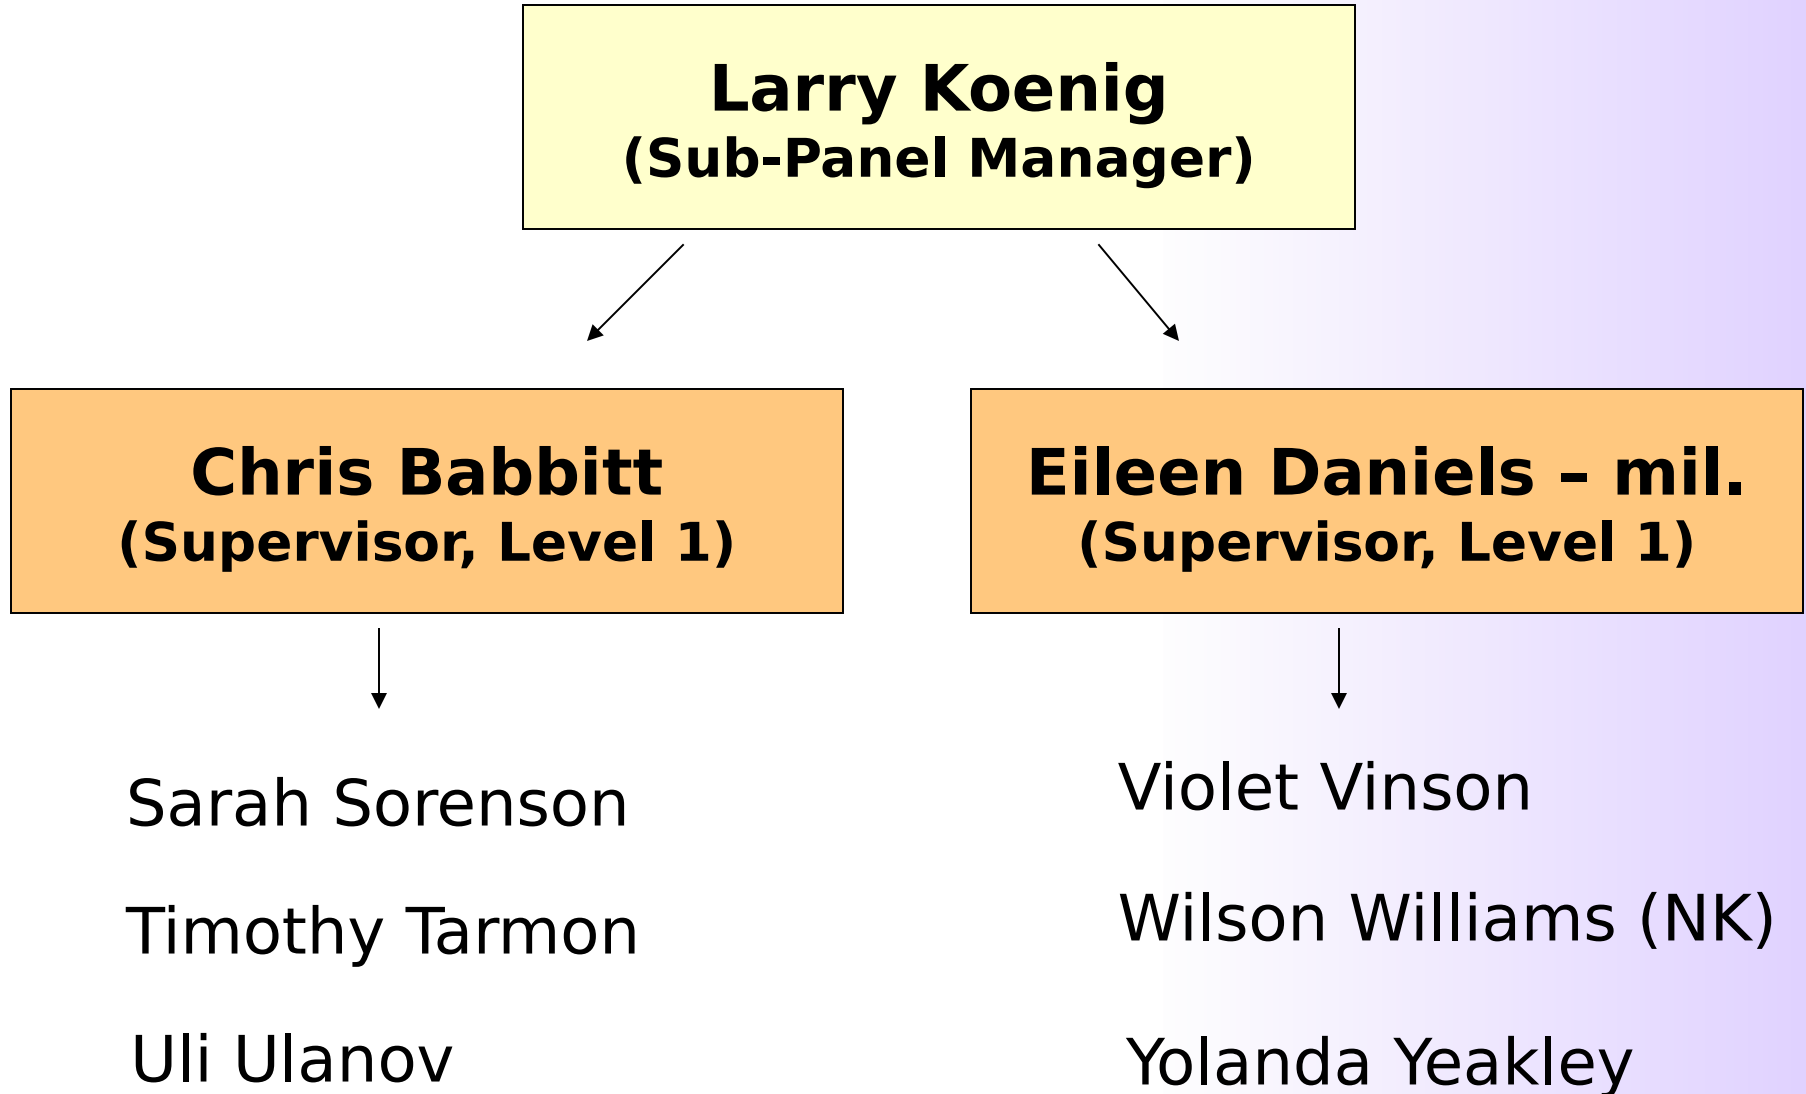 Larry Koenig
(Sub-Panel Manager)
Chris Babbitt
(Supervisor, Level 1)
Eileen Daniels – mil.
(Supervisor, Level 1)
Sarah Sorenson
Timothy Tarmon
Uli Ulanov
Violet Vinson
Wilson Williams (NK)
Yolanda Yeakley